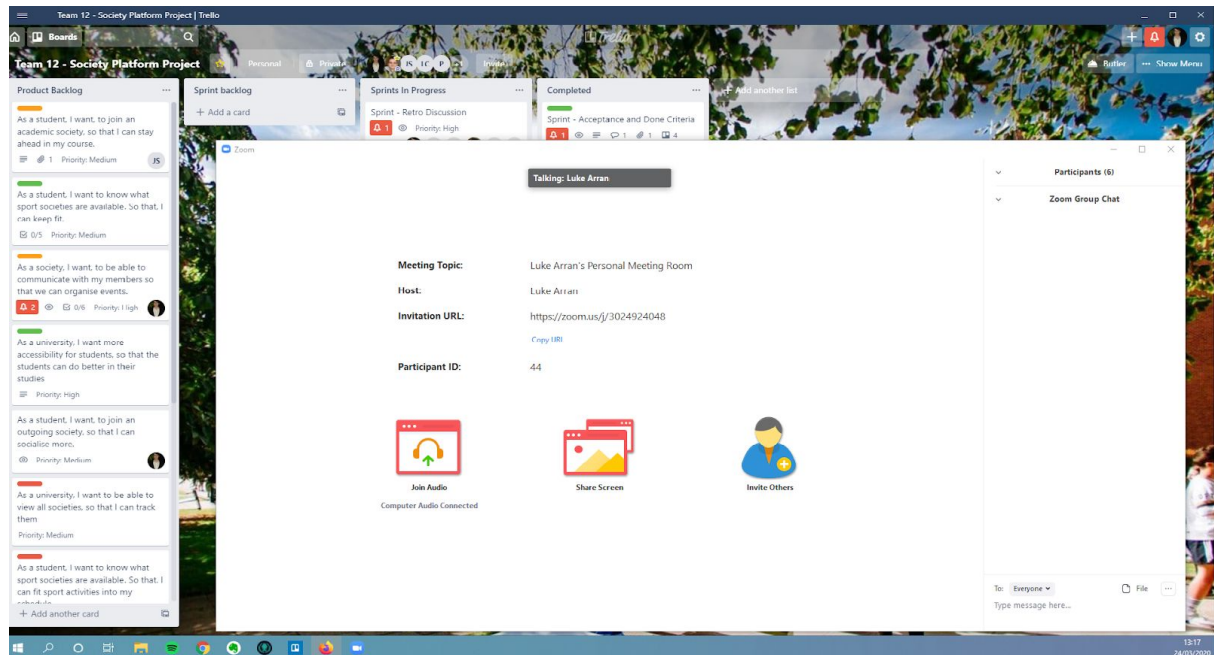 Team 12 - Society Platform Project | Trello
Boards
Trello
Team 12 - Society Platform Project
Personal
Private
JS
LC
P
Invite
Butler
... Show Menu
Product Backlog
As a student, I want, to join an
academic society, so that I can stay
ahead in my course.
1 Priority: Medium
JS
As a student, I want to know what
sport societies are available. So that, I
can keep fit.
0/5 Priority: Medium
As a society, I want, to be able to
communicate with my members so
that we can organise events.
2 0/6 Priority: High
As a university, I want more
accessibility for students, so that the
students can do better in their
studies
Priority: High
As a student, I want, to join an
outgoing society, so that I can
socialise more.
Priority: Medium
As a university, I want to be able to
view all societies, so that I can track
them
Priority: Medium
As a student, I want to know what
sport societies are available. So that, I
can fit sport activities into my
schedule
+ Add another card
Sprint backlog
+ Add a card
Sprints In Progress
Sprint - Retro Discussion
1 Priority: High
Completed
Sprint - Acceptance and Done Criteria
1 1 1 4
+ Add another list
Zoom
Talking: Luke Arran
Meeting Topic: Luke Arran's Personal Meeting Room
Host: Luke Arran
Invitation URL: https://zoom.us/j/3024924048
Copy URL
Participant ID: 44
Join Audio
Computer Audio Connected
Share Screen
Invite Others
Participants (6)
Zoom Group Chat
To: Everyone
File
...
Type message here...
13:17
24/03/2020